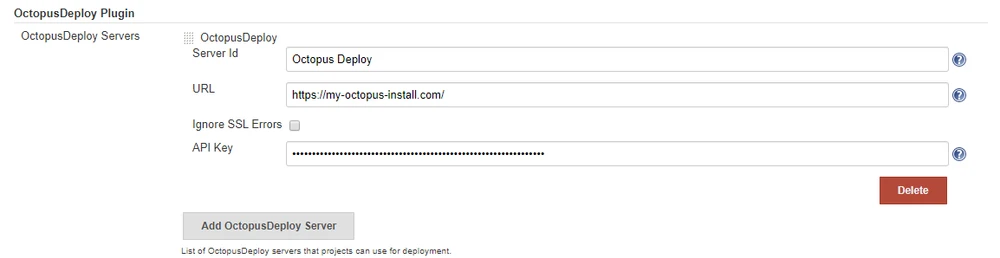 OctopusDeploy Plugin
OctopusDeploy Servers
OctopusDeploy
Server Id
Octopus Deploy
URL
https://my-octopus-install.com/
Ignore SSL Errors
API Key
Delete
Add OctopusDeploy Server
List of OctopusDeploy servers that projects can use for deployment.